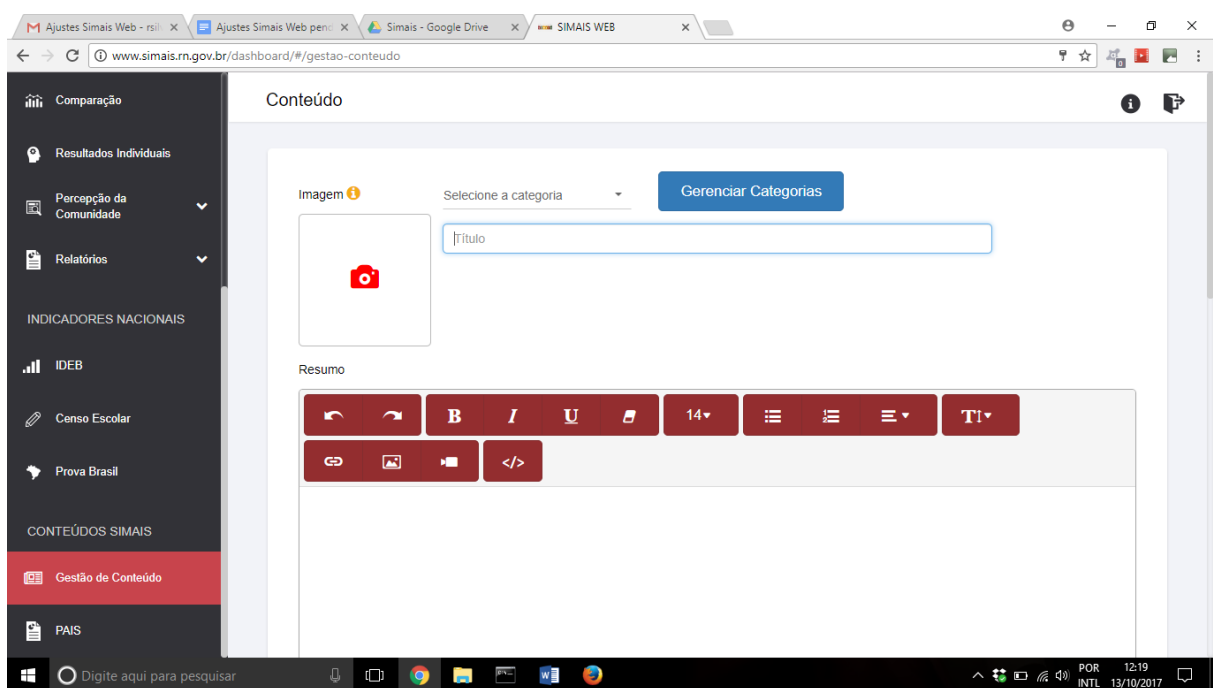 Ajustes Simais Web - rsil
Ajustes Simais Web pend
Simais - Google Drive
SIMAIS WEB
www.simais.rn.gov.br/dashboard/#/gestao-conteudo
0
Comparação
Resultados Individuais
Percepção da
Comunidade
Relatórios
INDICADORES NACIONAIS
IDEB
Censo Escolar
Prova Brasil
CONTEÚDOS SIMAIS
Gestão de Conteúdo
PAIS
Conteúdo
Imagem
Selecione a categoria
Gerenciar Categorias
Título
Resumo
B I U 14 T
</>
Digite aqui para pesquisar
POR
INTL
12:19
13/10/2017